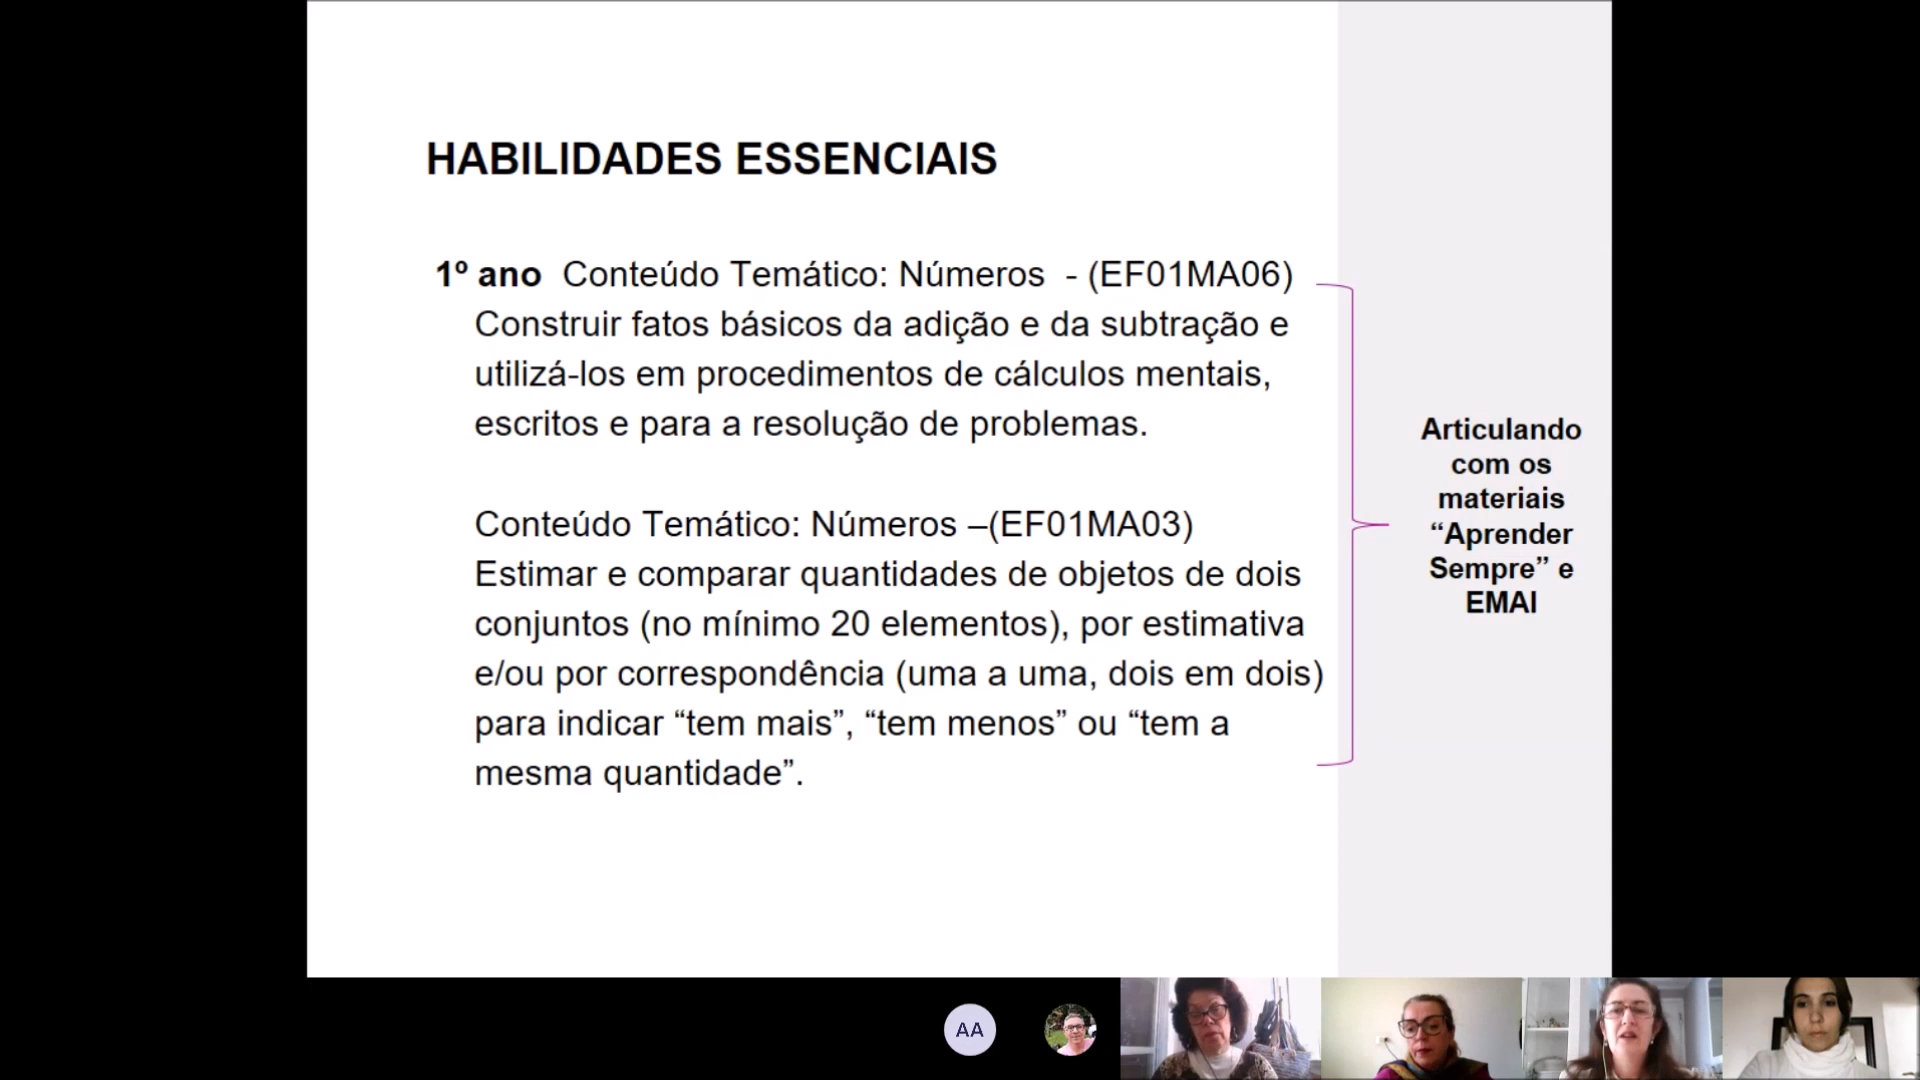 HABILIDADES ESSENCIAIS
1º ano  Conteúdo Temático: Números  - (EF01MA06)
Construir fatos básicos da adição e da subtração e
utilizá-los em procedimentos de cálculos mentais,
escritos e para a resolução de problemas.
Conteúdo Temático: Números –(EF01MA03)
Estimar e comparar quantidades de objetos de dois
conjuntos (no mínimo 20 elementos), por estimativa
e/ou por correspondência (uma a uma, dois em dois)
para indicar “tem mais”, “tem menos” ou “tem a
mesma quantidade”.
Articulando
com os
materiais
“Aprender
Sempre” e
EMAI
AA